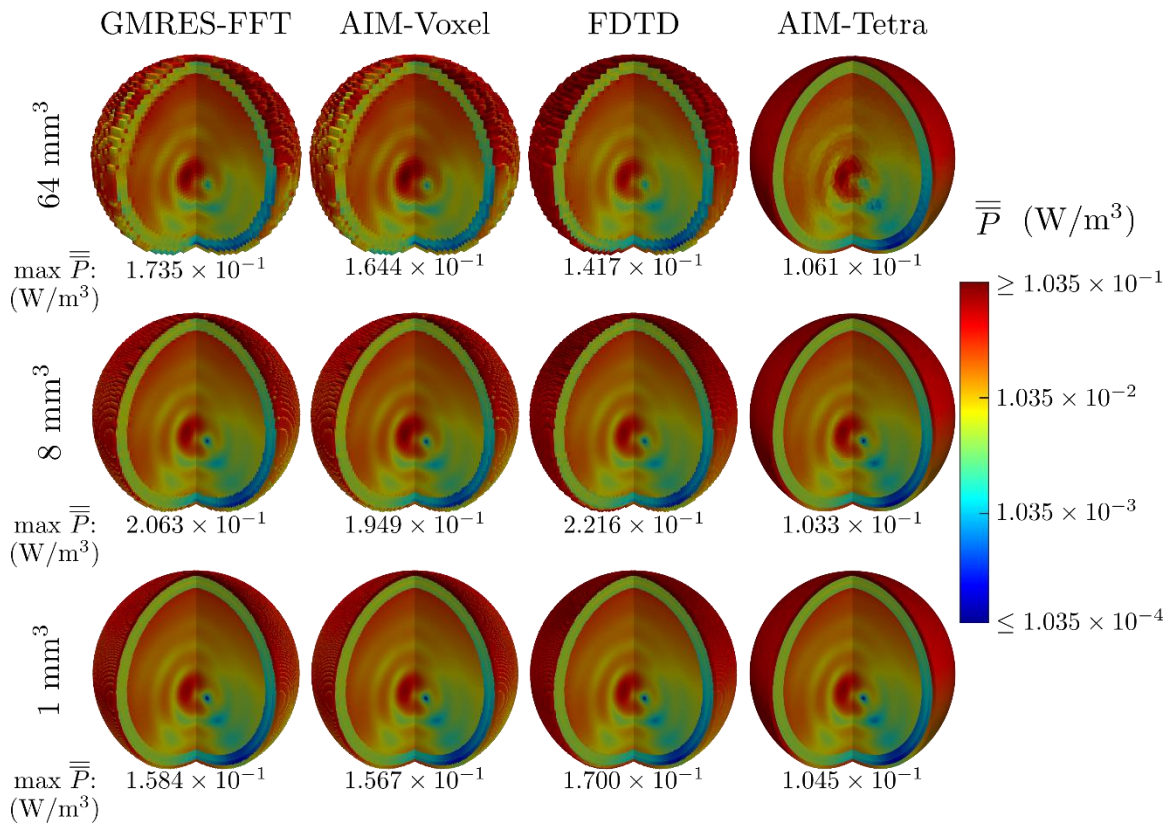 GMRES-FFT AIM-Voxel FDTD AIM-Tetra
64 mm³
max P̿:
(W/m³)
1.735 × 10⁻¹ 1.644 × 10⁻¹ 1.417 × 10⁻¹ 1.061 × 10⁻¹
8 mm³
max P̿:
(W/m³)
2.063 × 10⁻¹ 1.949 × 10⁻¹ 2.216 × 10⁻¹ 1.033 × 10⁻¹
1 mm³
max P̿:
(W/m³)
1.584 × 10⁻¹ 1.567 × 10⁻¹ 1.700 × 10⁻¹ 1.045 × 10⁻¹
P̿ (W/m³)
≥ 1.035 × 10⁻¹
1.035 × 10⁻²
1.035 × 10⁻³
≤ 1.035 × 10⁻⁴